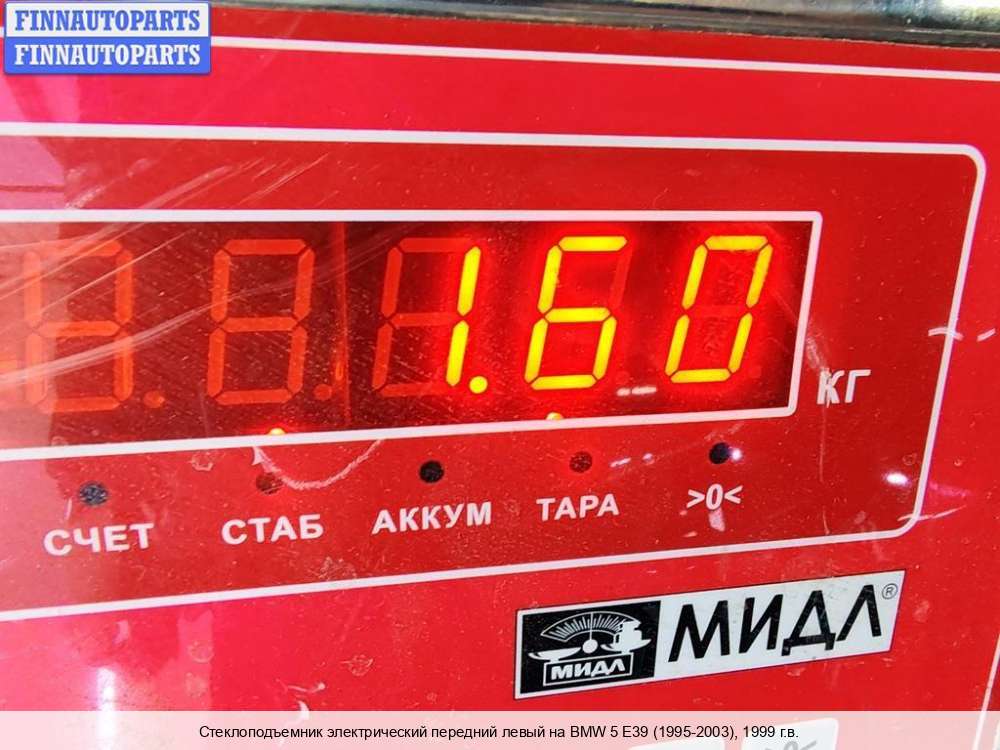 FINNAUTOPARTS
FINNAUTOPARTS
1.60
КГ
СЧЕТ СТАБ АККУМ ТАРА >0<
МИДЛ МИДЛ®
Стеклоподъемник электрический передний левый на BMW 5 E39 (1995-2003), 1999 г.в.